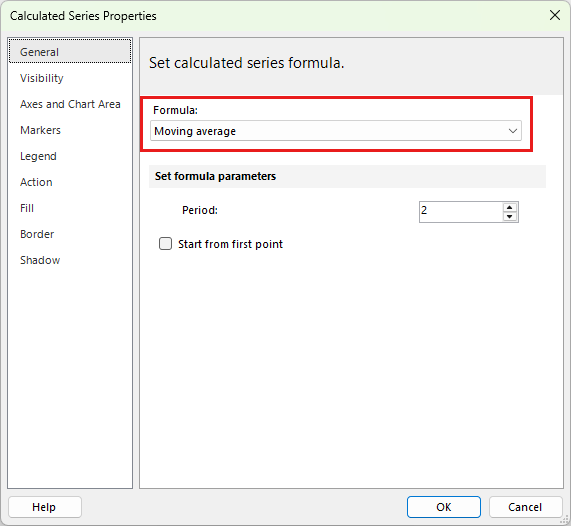 Calculated Series Properties
General
Visibility
Axes and Chart Area
Markers
Legend
Action
Fill
Border
Shadow
Set calculated series formula.
Formula:
Moving average
Set formula parameters
Period:
2
Start from first point
Help
OK
Cancel